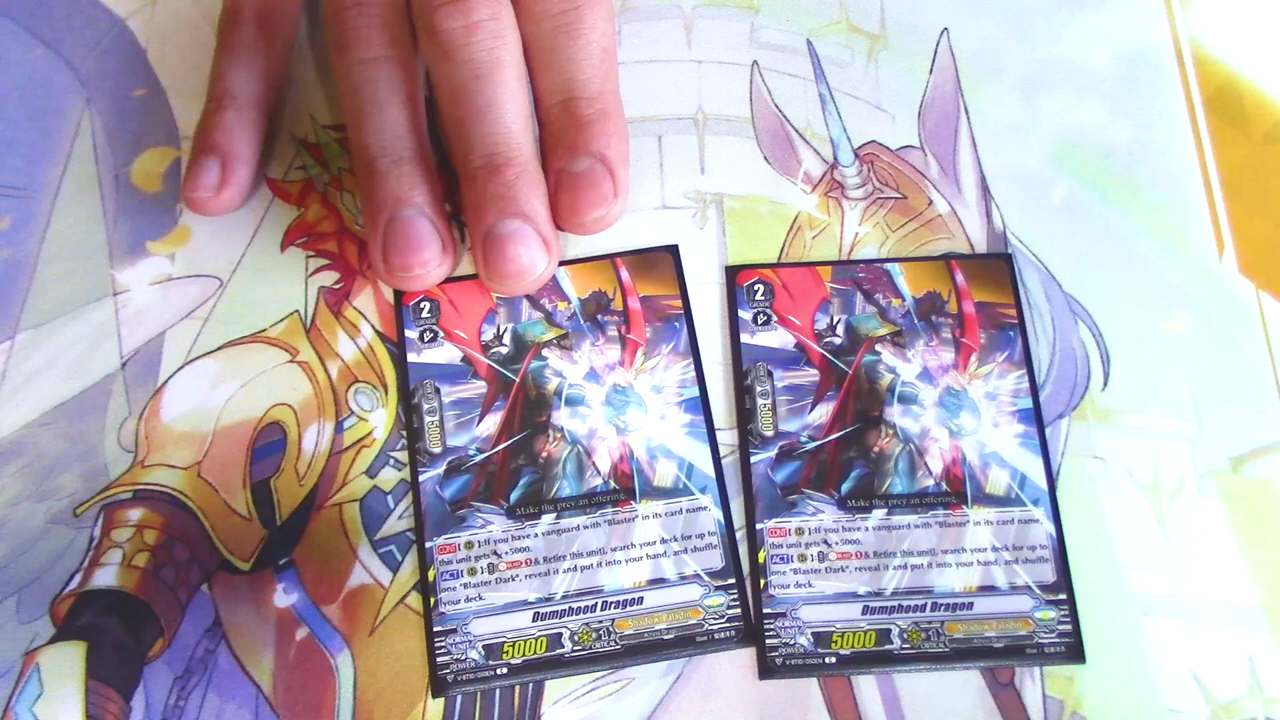 2
GRADE
5000
Make the prey an offering.
CONT [ ]:If you have a vanguard with "Blaster" in its card name,
this unit gets +5000.
ACT [ ]: BLAST 1 & Retire this unit], search your deck for up to
one "Blaster Dark", reveal it and put it into your hand, and shuffle
your deck.
Dumphood Dragon
NORMAL UNIT
Shadow Paladin
Abyss Dragon
POWER 5000 1 CRITICAL
V-BT10/050EN C
2
GRADE
5000
Make the prey an offering.
CONT [ ]:If you have a vanguard with "Blaster" in its card name,
this unit gets +5000.
ACT [ ]: BLAST 1 & Retire this unit], search your deck for up to
one "Blaster Dark", reveal it and put it into your hand, and shuffle
your deck.
Dumphood Dragon
NORMAL UNIT
Shadow Paladin
Abyss Dragon
POWER 5000 1 CRITICAL
V-BT10/050EN C